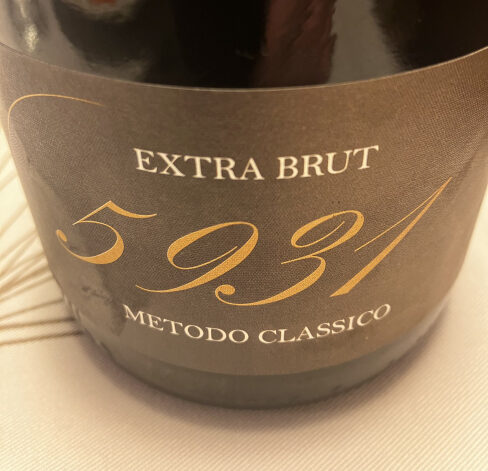 EXTRA BRUT
5931
METODO CLASSICO